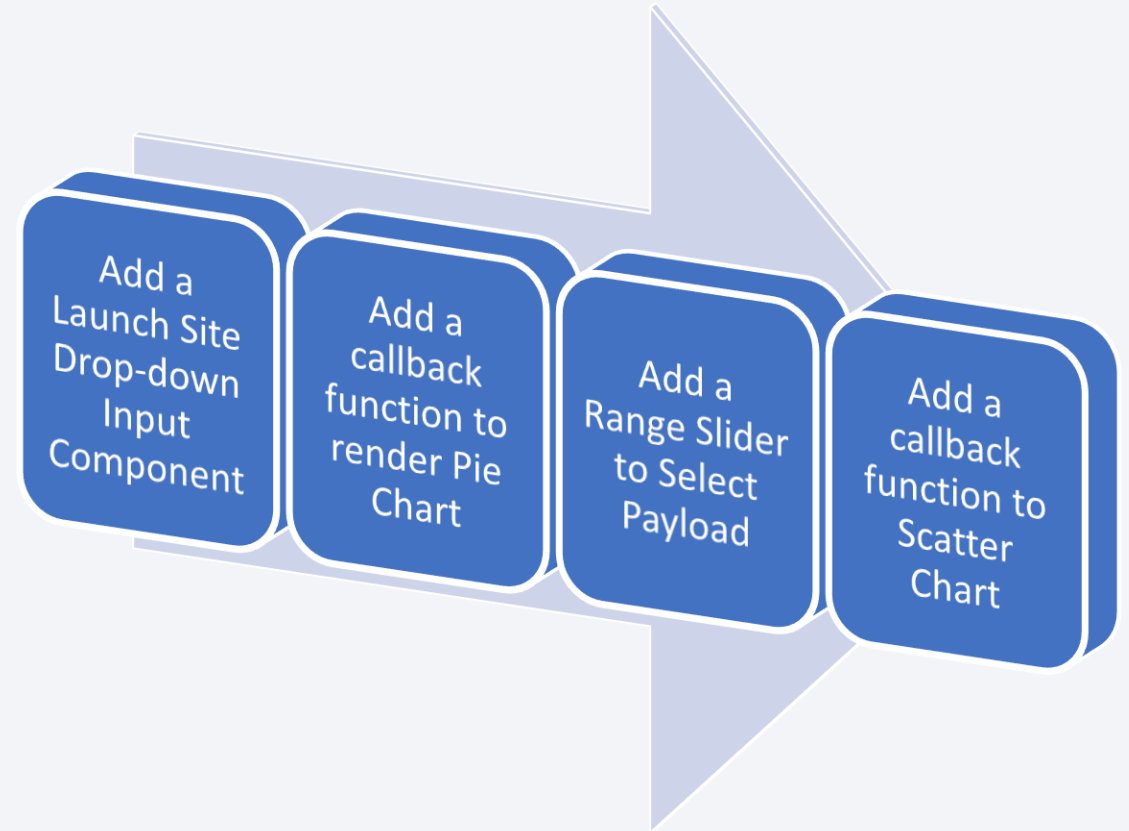 Add a
Launch Site
Drop-down
Input
Component
Add a
callback
function to
render Pie
Chart
Add a
Range Slider
to Select
Payload
Add a
callback
function to
Scatter
Chart